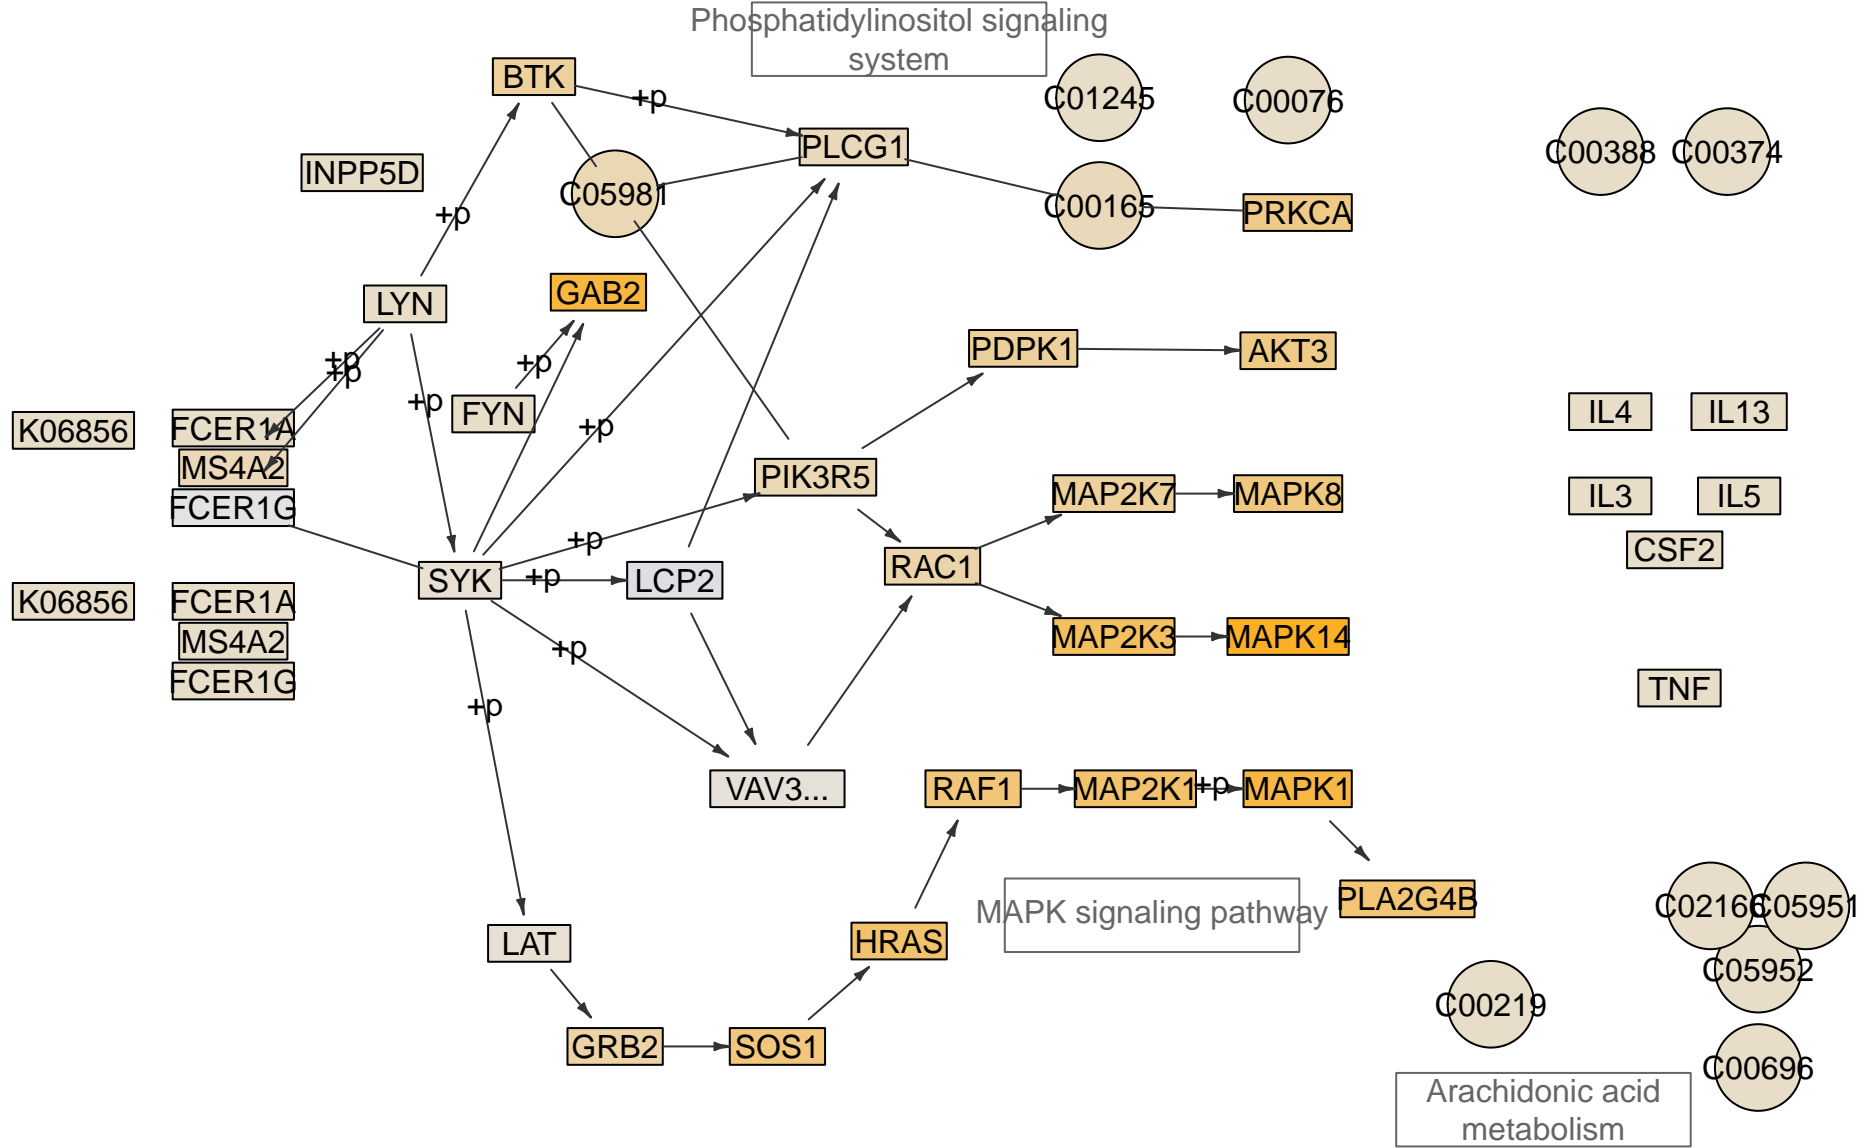 Phosphatidylinositol signaling
system
BTK
+p
C01245
C00076
PLCG1
C00388
C00374
INPP5D
C05981
C00165
PRKCA
+p
LYN
GAB2
+p
+p
+p
PDPK1
AKT3
+p
FYN
+p
IL4
IL13
K06856
FCER1A
MS4A2
FCER1G
PIK3R5
MAP2K7
MAPK8
IL3
IL5
+p
CSF2
SYK
+p
LCP2
RAC1
K06856
FCER1A
MS4A2
FCER1G
+p
MAP2K3
MAPK14
TNF
+p
VAV3...
RAF1
MAP2K1
+p
MAPK1
PLA2G4B
C02166
C05951
MAPK signaling pathway
LAT
HRAS
C05952
C00219
GRB2
SOS1
C00696
Arachidonic acid
metabolism